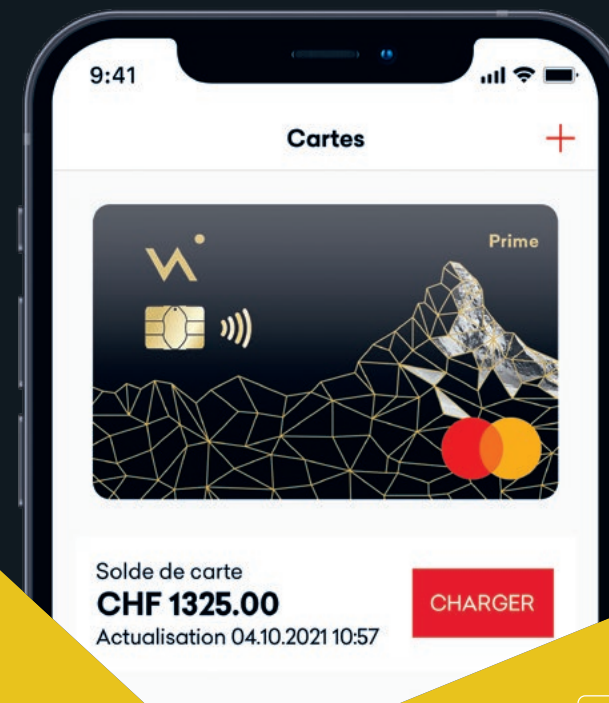 9:41
Cartes
Prime
Solde de carte
CHF 1325.00
Actualisation 04.10.2021 10:57
CHARGER